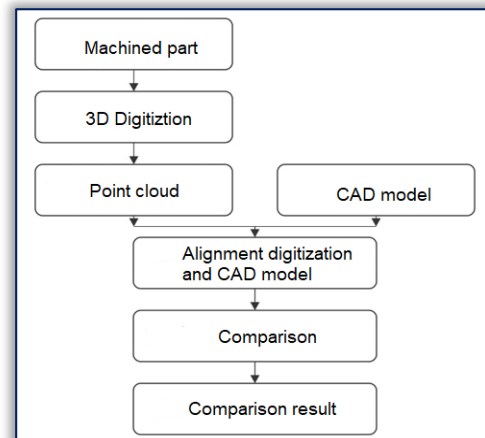 Machined part
3D Digitiztion
Point cloud
CAD model
Alignment digitization
and CAD model
Comparison
Comparison result